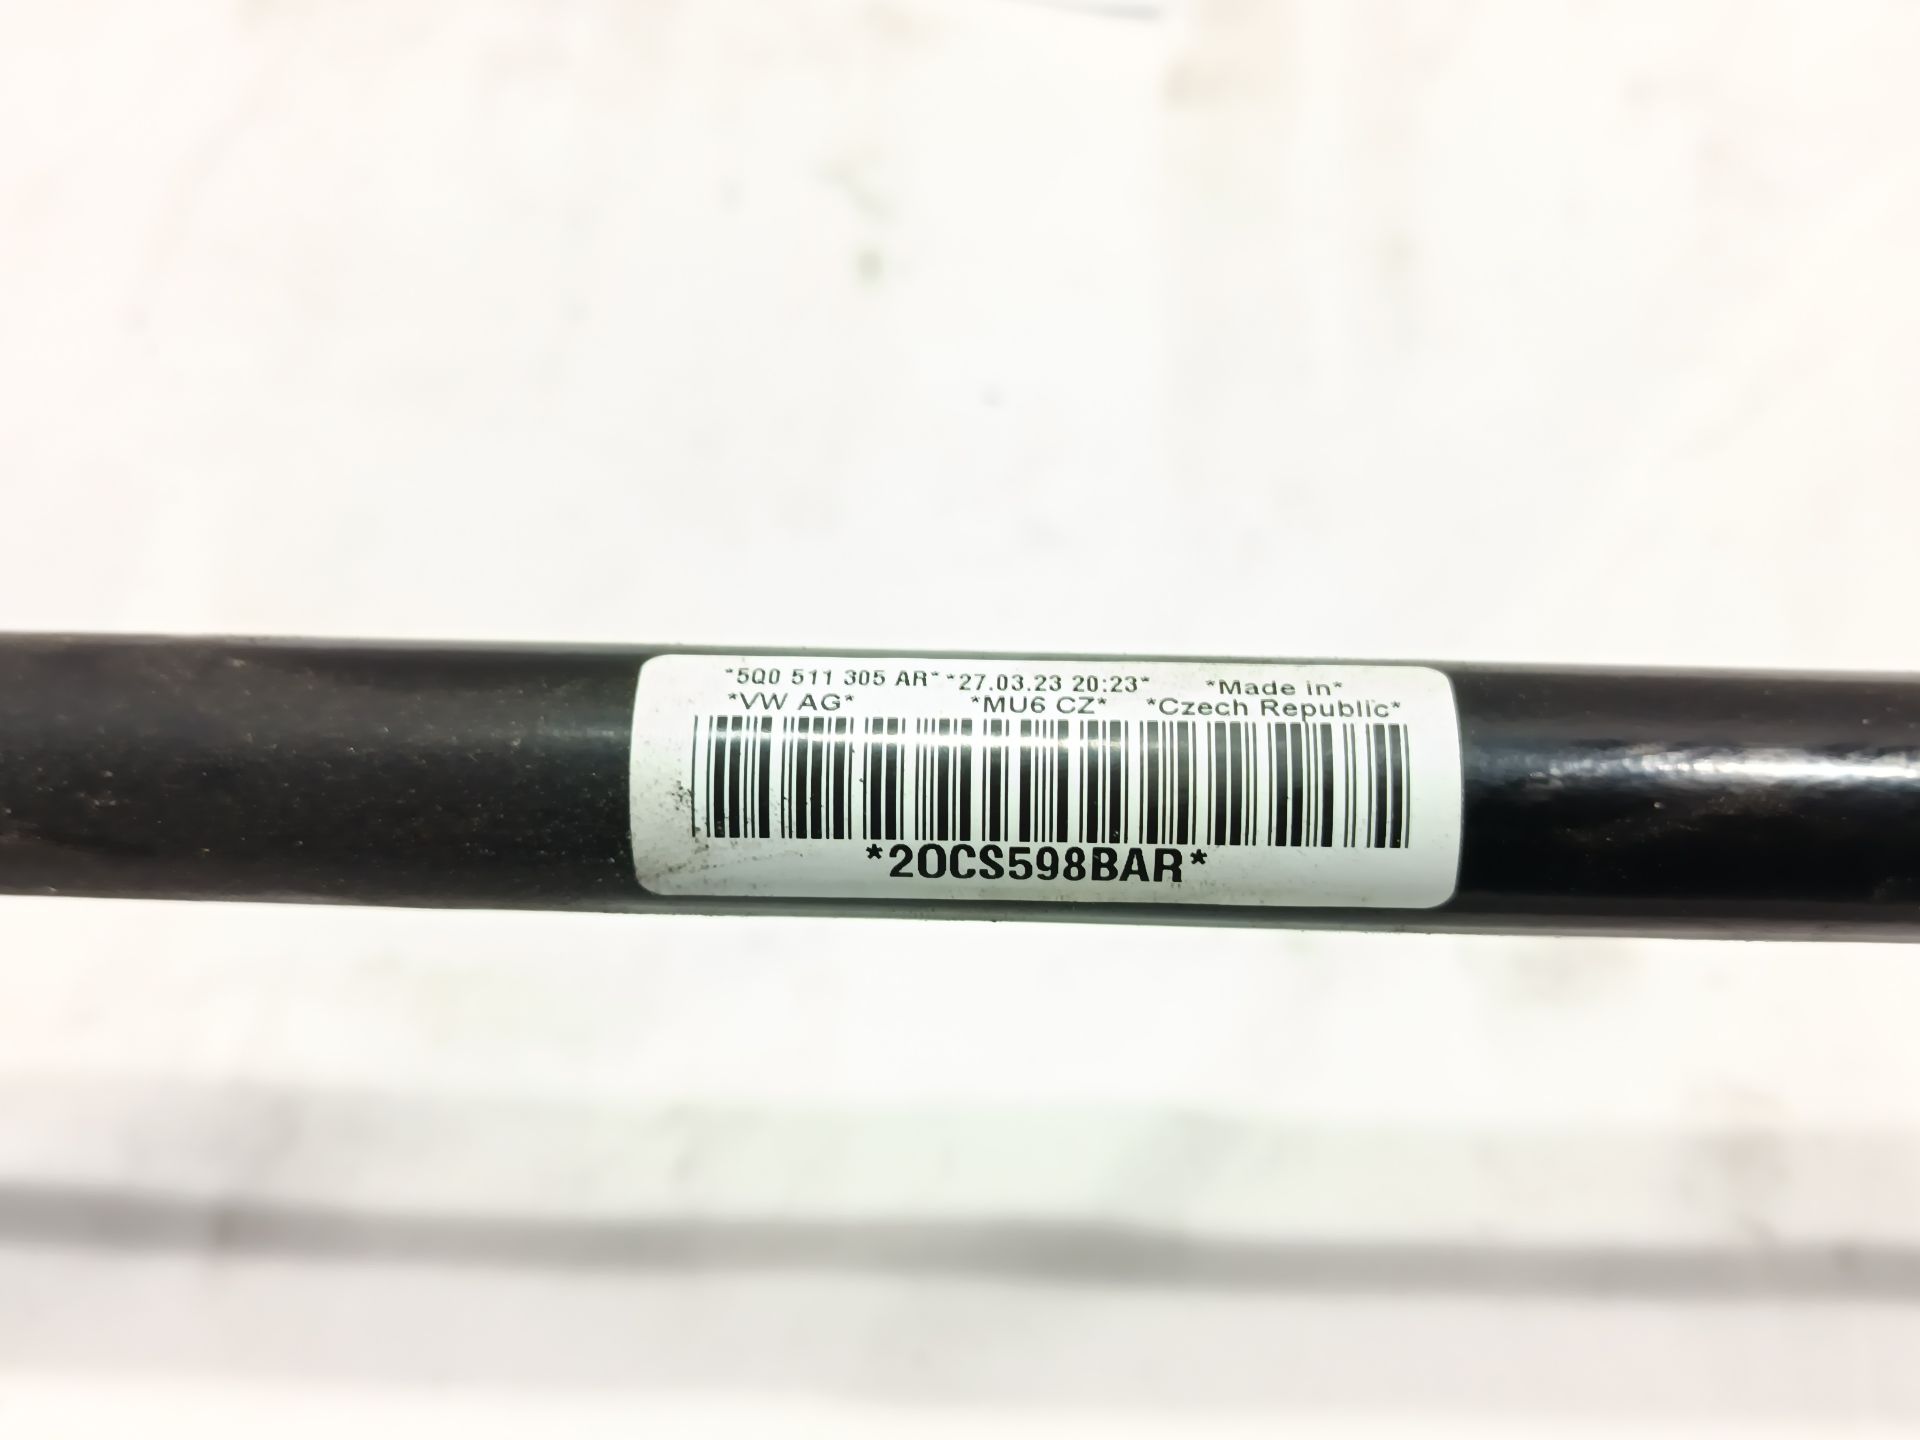 *5Q0 511 305 AR* *27.03.23 20:23* *Made in*
*VW AG* *MU6 CZ* *Czech Republic*
*2OCS598BAR*